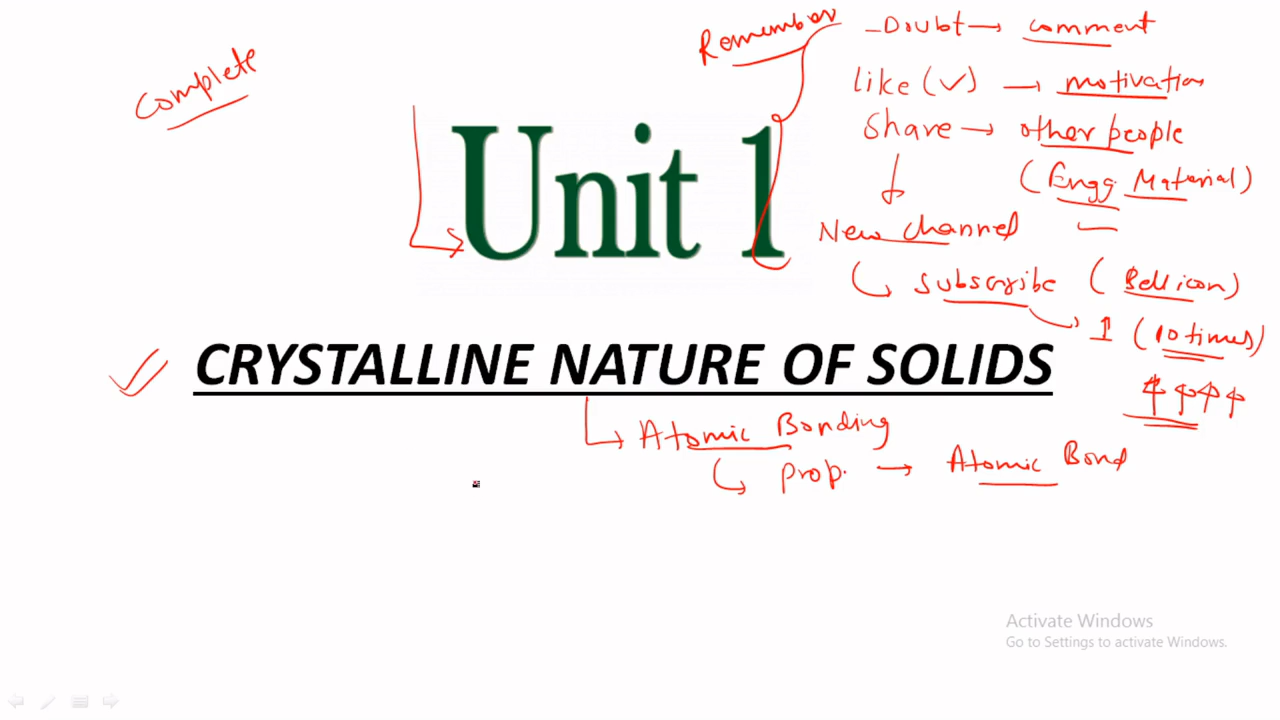 Complete
Remember
Doubt → comment
like (✓) → motivation
Share → other people
(Engg Material)
Unit 1
New channel
Subscribe (Bell icon)
1 (10 times)
CRYSTALLINE NATURE OF SOLIDS
↳ Atomic Bonding
↳ Prop. → Atomic Bond
Activate Windows
Go to Settings to activate Windows.